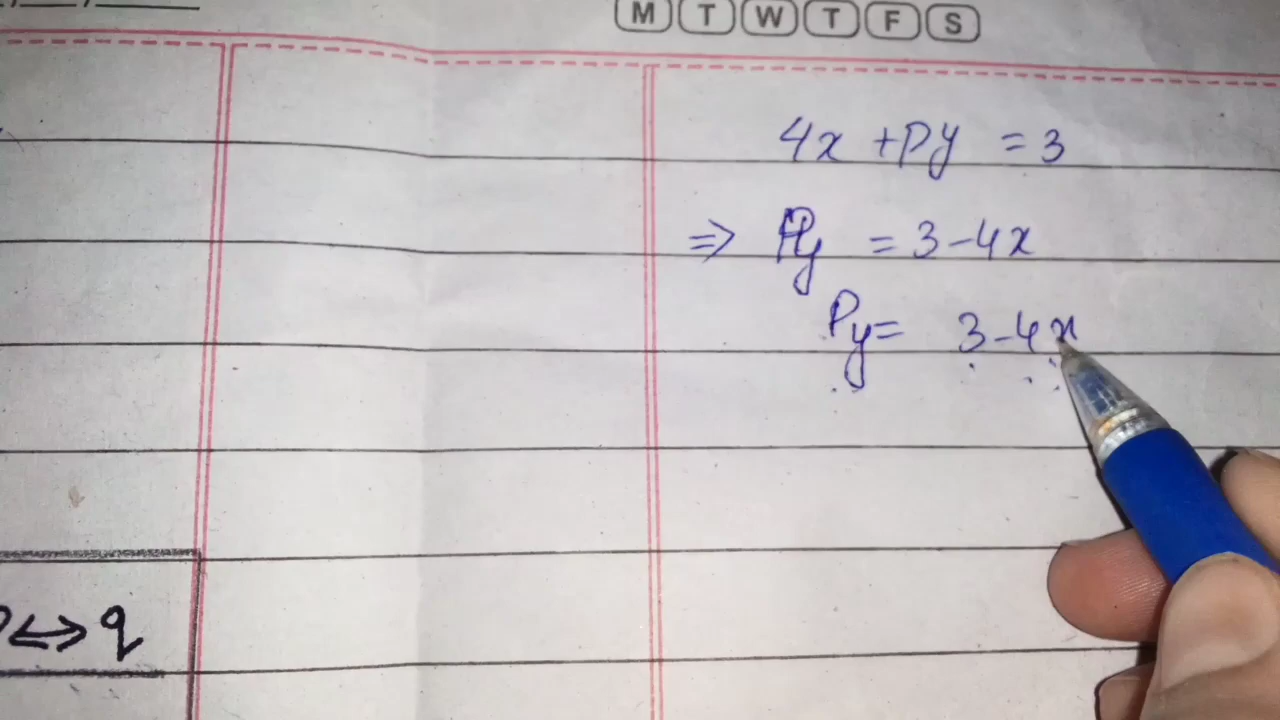 M T W T F S
4x + Py = 3
⇒ Py = 3 - 4x
Py = 3 - 4x
↔ q